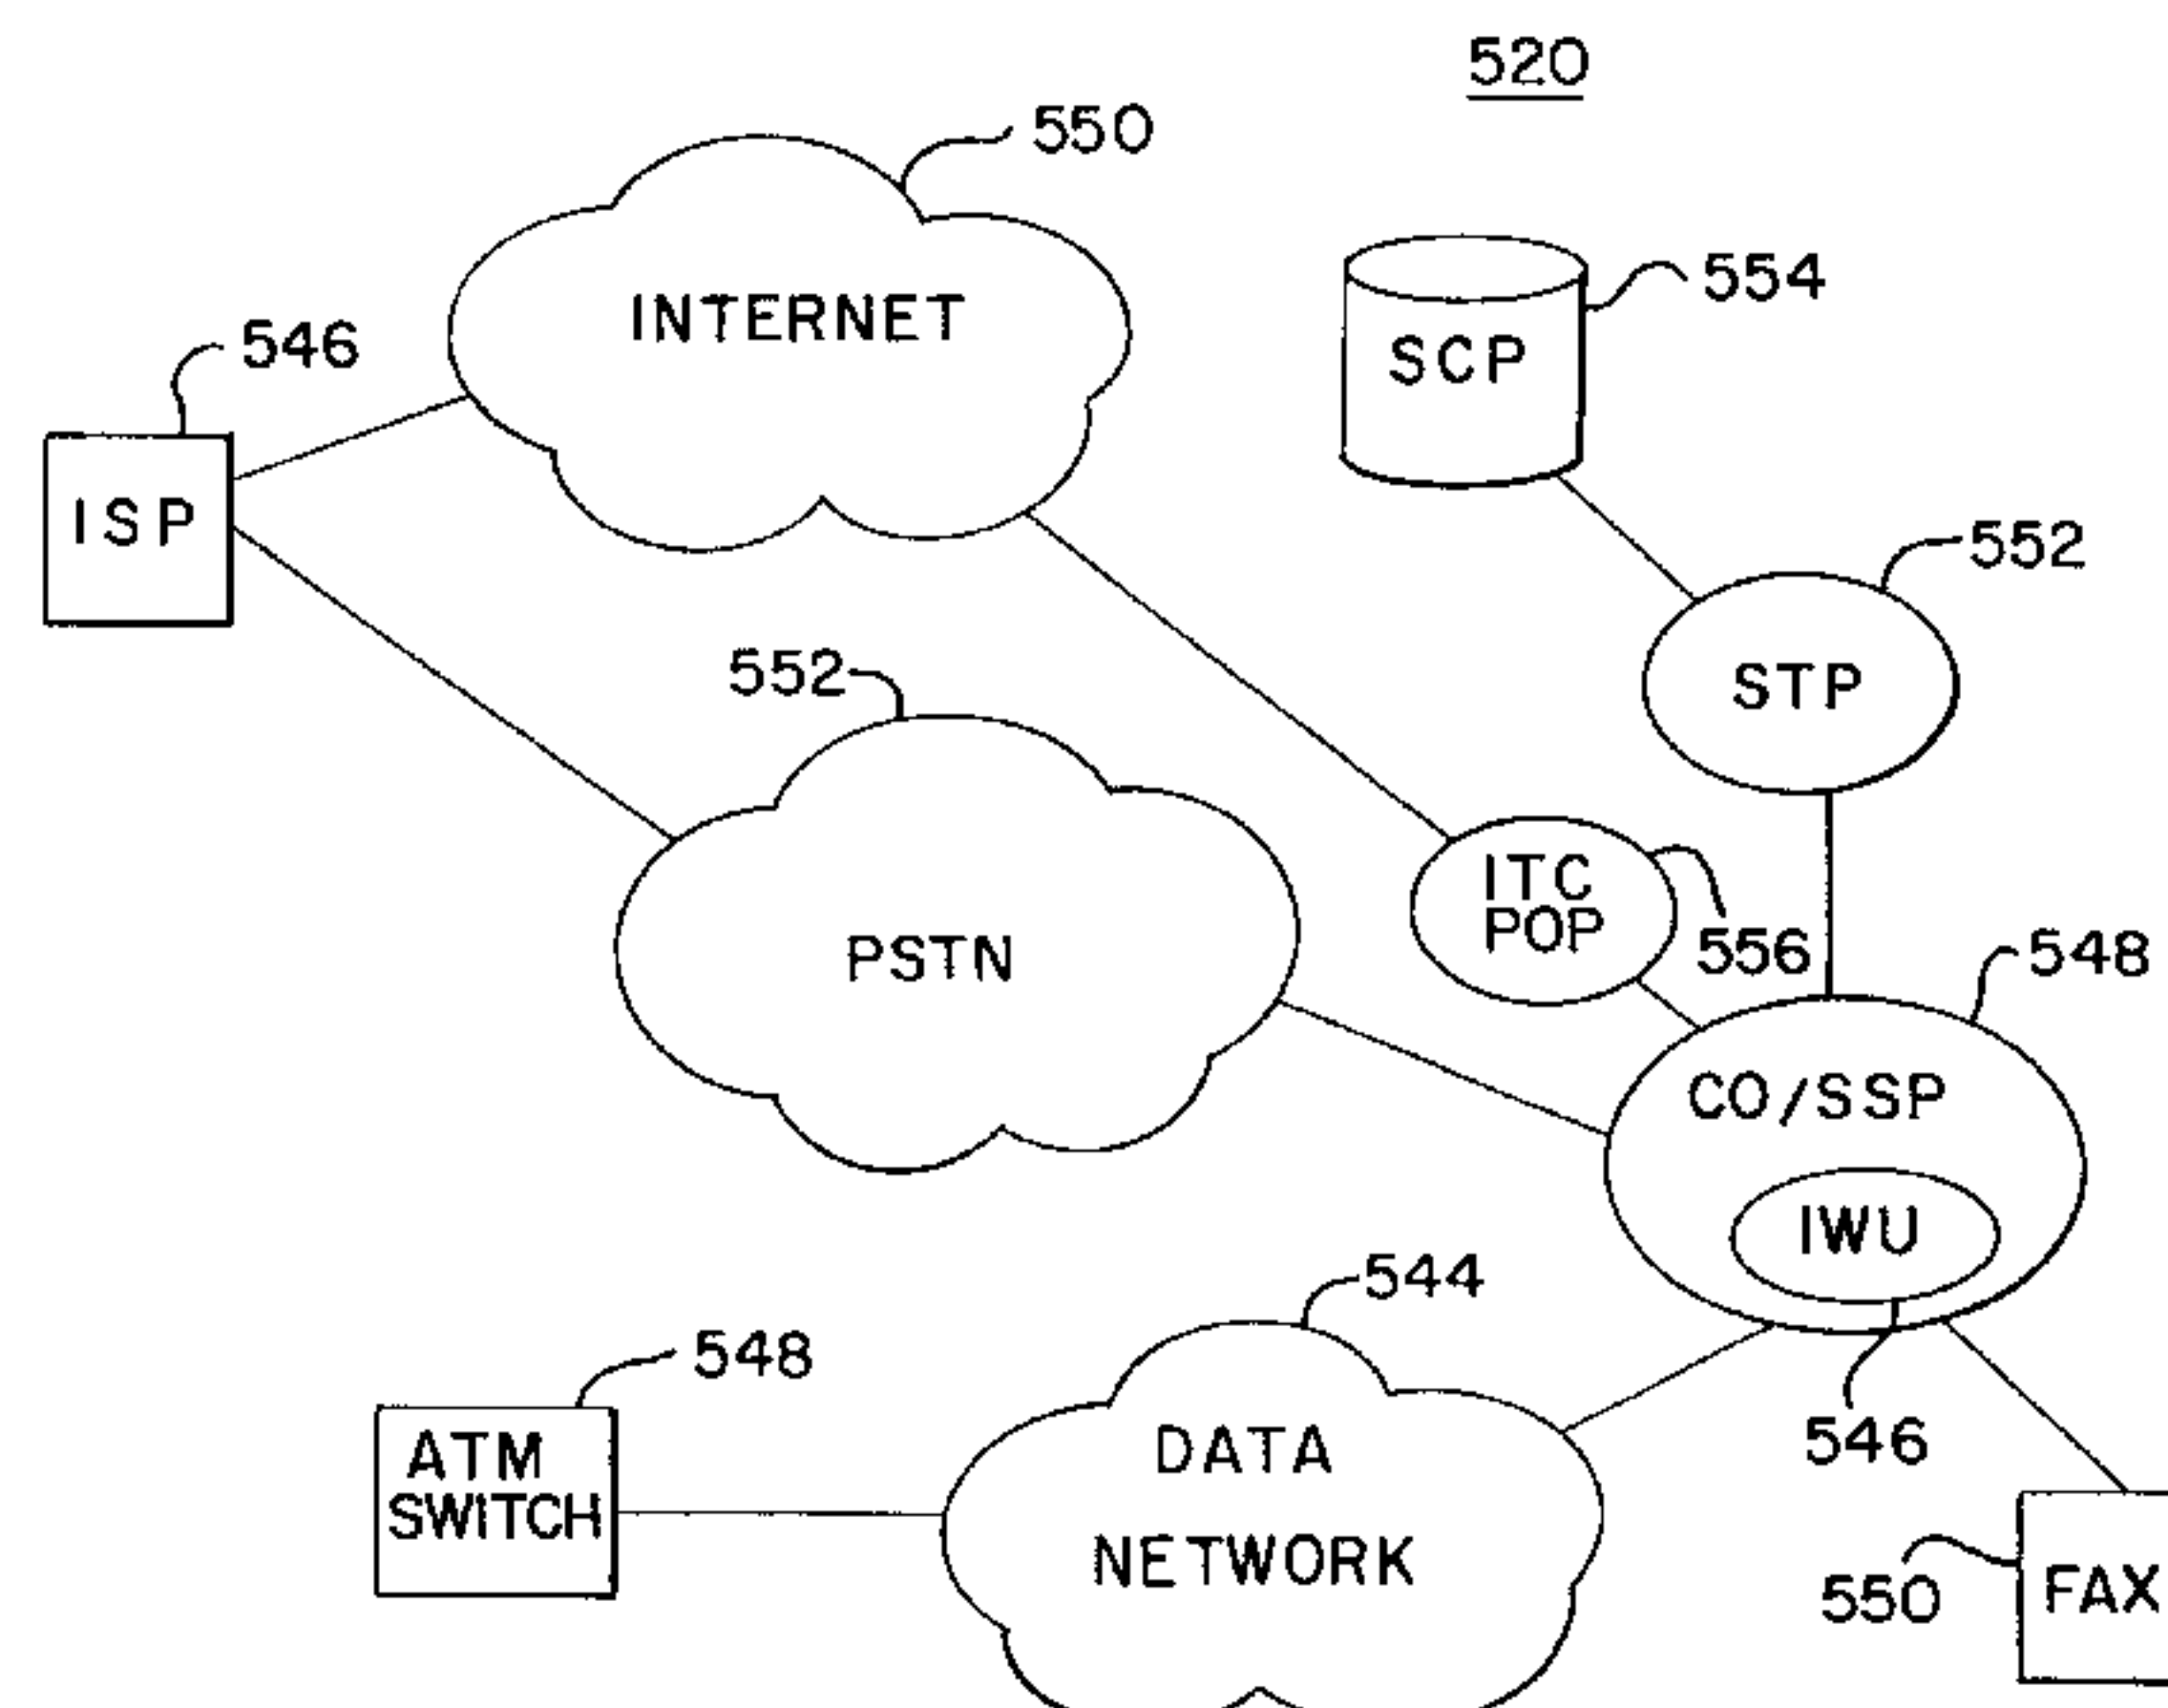 520
550
INTERNET
554
SCP
546
ISP
552
STP
552
ITC
POP
556
548
PSTN
CO/SSP
IWU
544
548
546
ATM
SWITCH
DATA
NETWORK
550
FAX